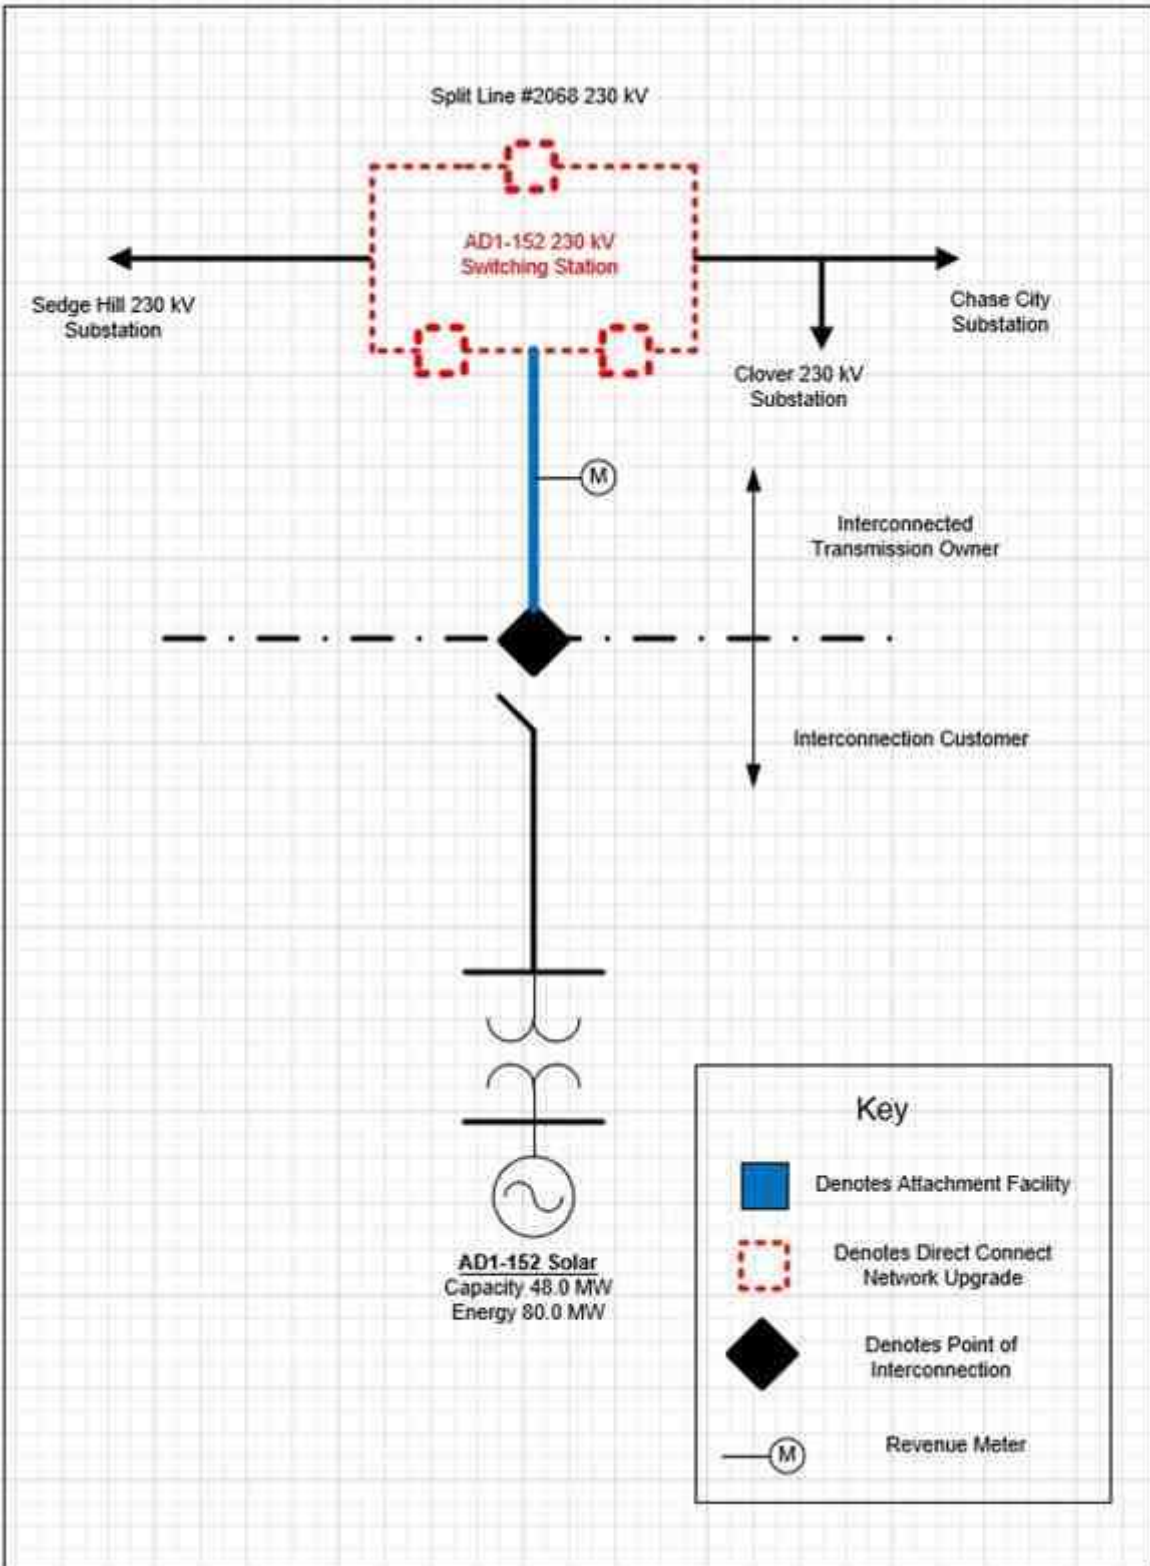 Split Line #2068 230 kV
AD1-152 230 kV
Switching Station
Sedge Hill 230 kV
Substation
Chase City
Substation
Clover 230 kV
Substation
M
Interconnected
Transmission Owner
Interconnection Customer
AD1-152 Solar
Capacity 48.0 MW
Energy 80.0 MW
Key
Denotes Attachment Facility
Denotes Direct Connect
Network Upgrade
Denotes Point of
Interconnection
M
Revenue Meter